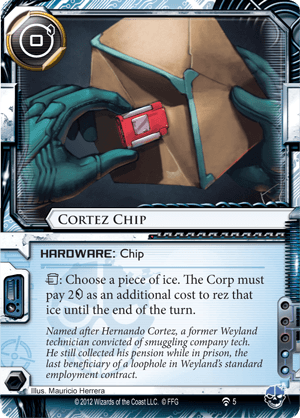 0
CORTEZ CHIP
HARDWARE: Chip
: Choose a piece of ice. The Corp must
pay 2 as an additional cost to rez that
ice until the end of the turn.
Named after Hernando Cortez, a former Weyland
technician convicted of smuggling company tech.
He still collected his pension while in prison, the
last beneficiary of a loophole in Weyland's standard
employment contract.
Illus. Mauricio Herrera
©2012 Wizards of the Coast LLC. © FFG
5